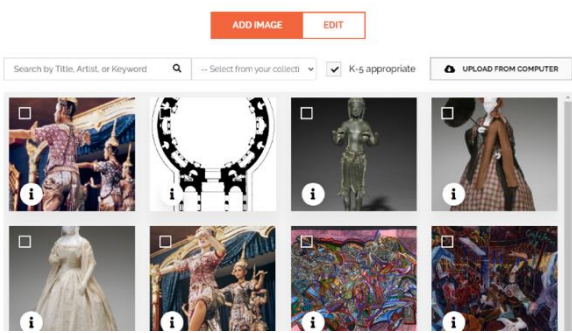 ADD IMAGE EDIT
Search by Title, Artist, or Keyword -- Select from your collecti K-5 appropriate UPLOAD FROM COMPUTER
i i i i
i i i i